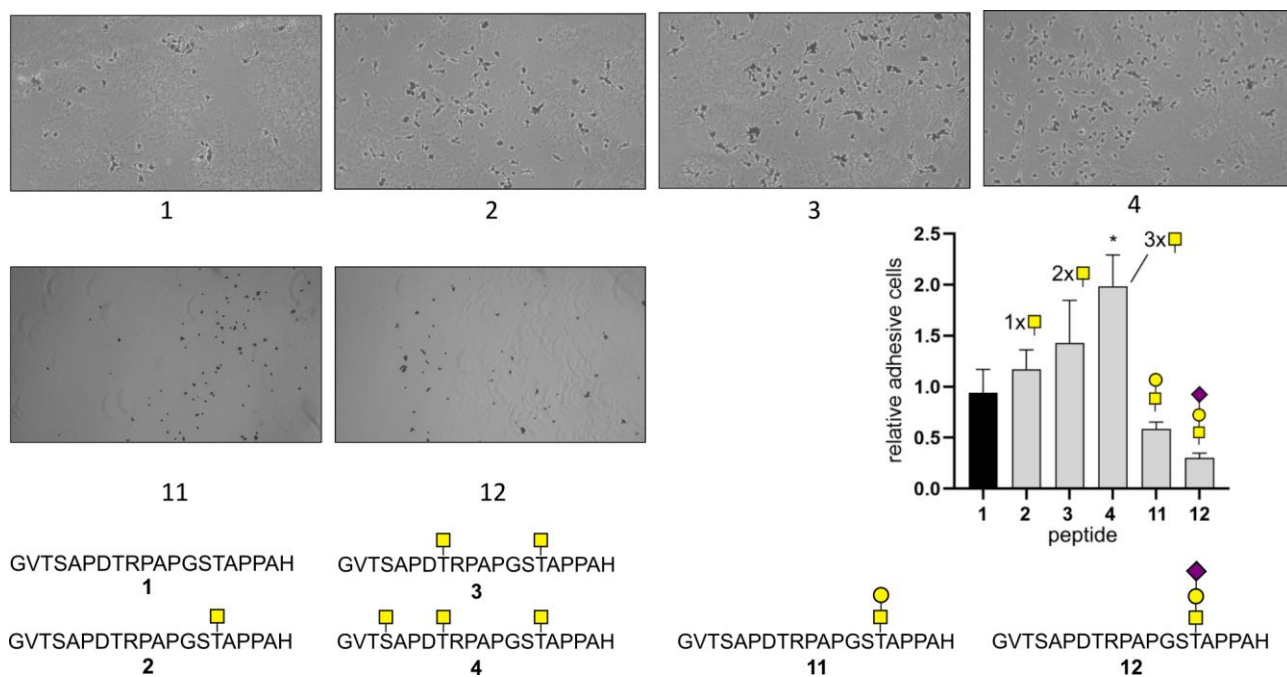 1
2
3
4
11
12
relative adhesive cells
2.5
2.0
1.5
1.0
0.5
0.0
1x
2x
*
3x
1 2 3 4 11 12
peptide
GVTSAPDTRPAPGSTAPPAH
1
GVTSAPDTRPAPGSTAPPAH
3
GVTSAPDTRPAPGSTAPPAH
2
GVTSAPDTRPAPGSTAPPAH
4
GVTSAPDTRPAPGSTAPPAH
11
GVTSAPDTRPAPGSTAPPAH
12